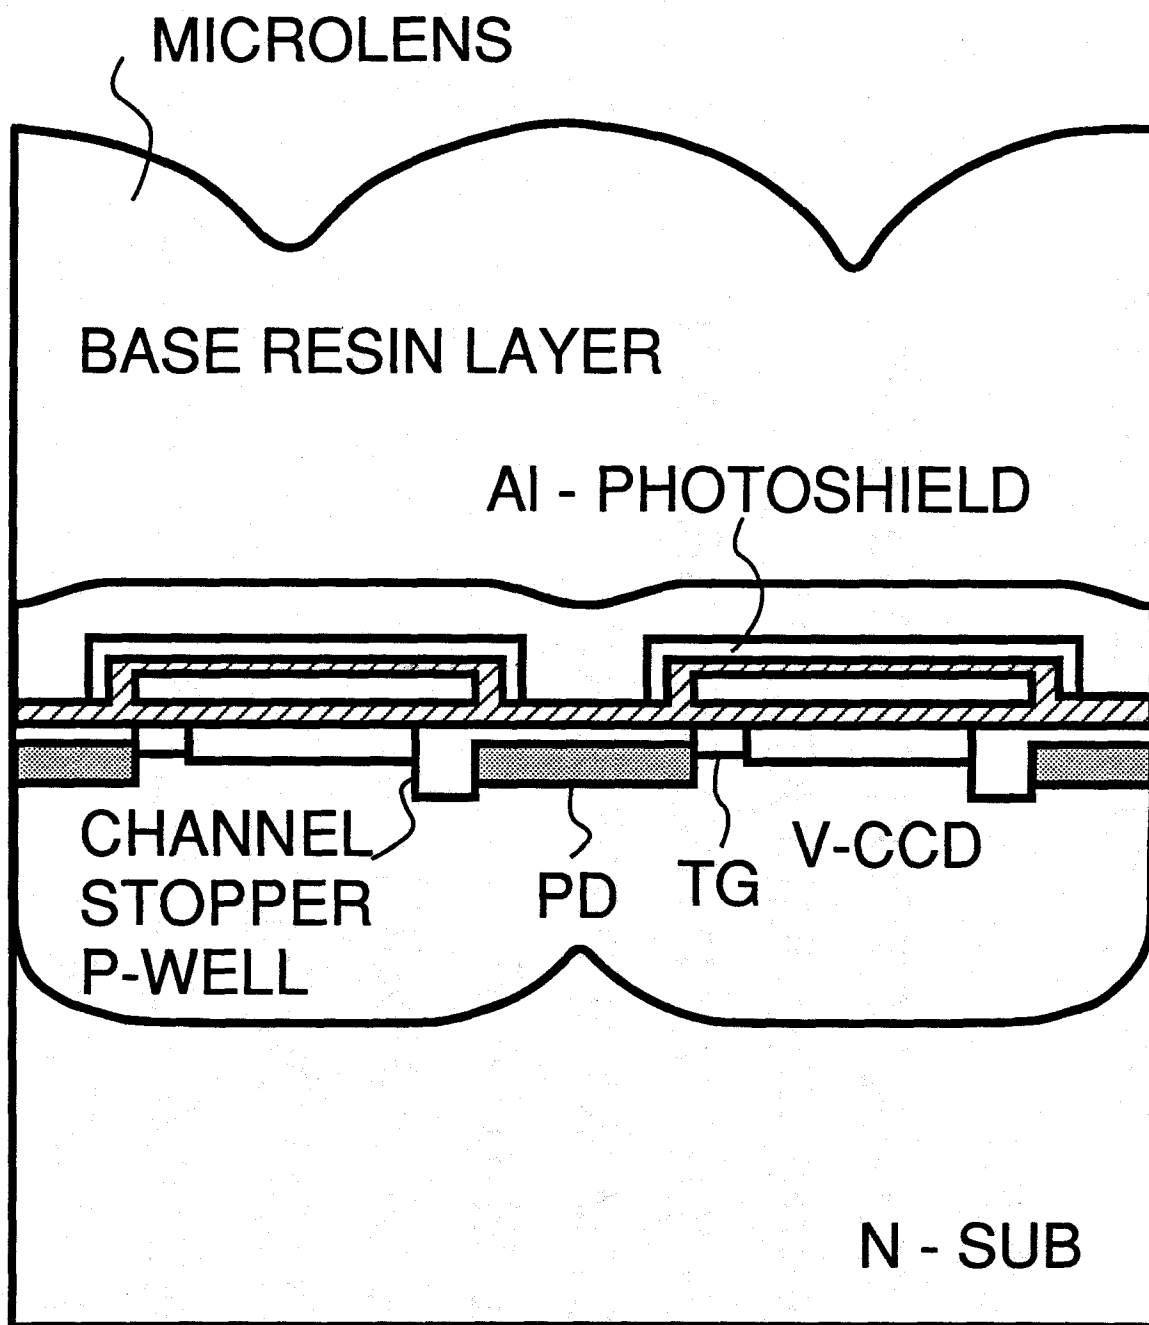 MICROLENS
BASE RESIN LAYER
Al - PHOTOSHIELD
CHANNEL
STOPPER
P-WELL
PD
TG
V-CCD
N - SUB